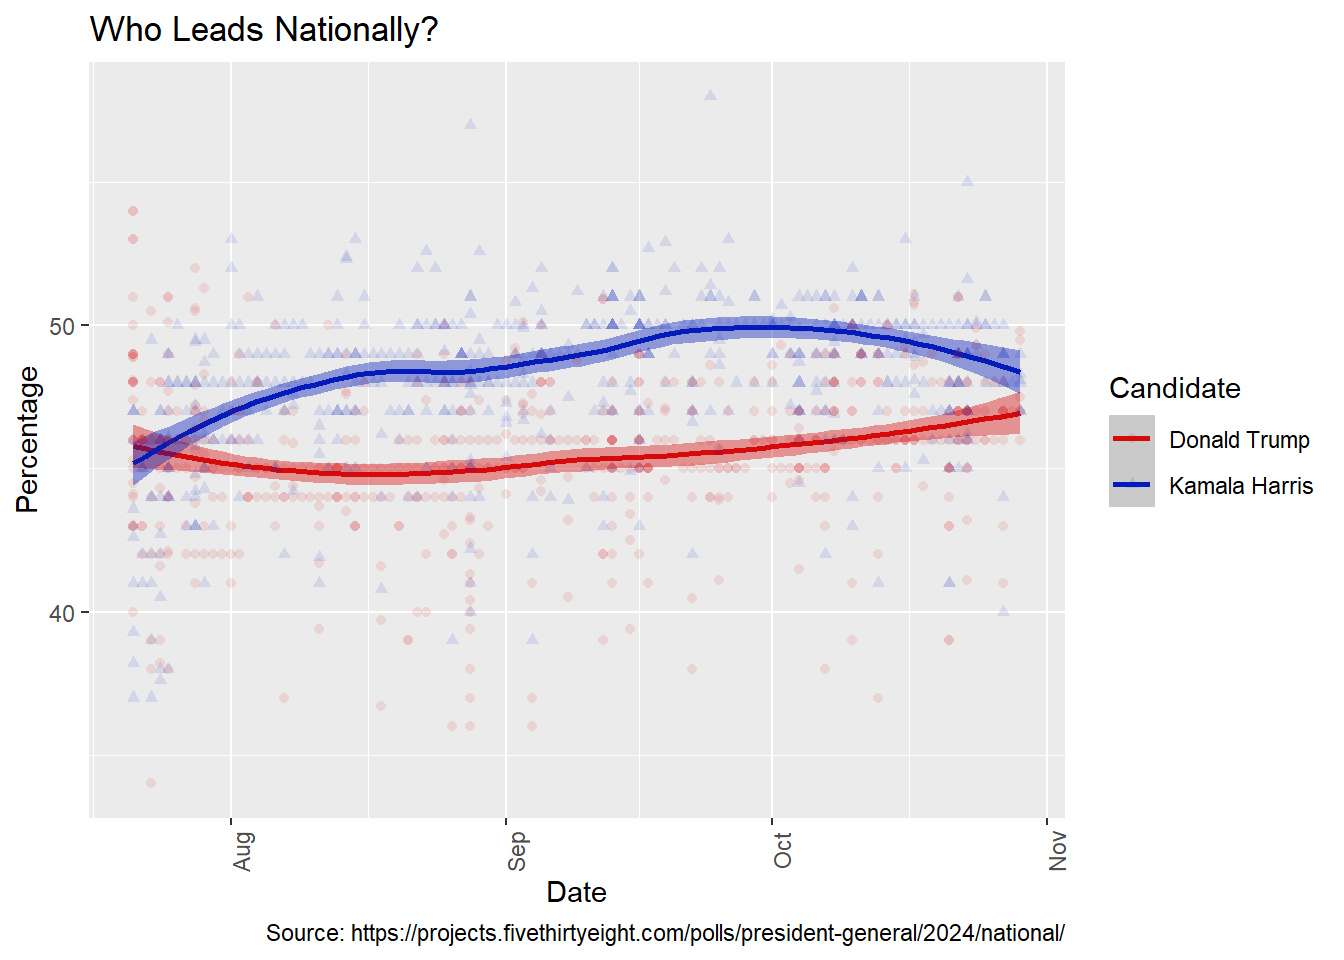 Who Leads Nationally?
Percentage
50
40
Aug
Sep
Oct
Nov
Date
Candidate
Donald Trump
Kamala Harris
Source: https://projects.fivethirtyeight.com/polls/president-general/2024/national/